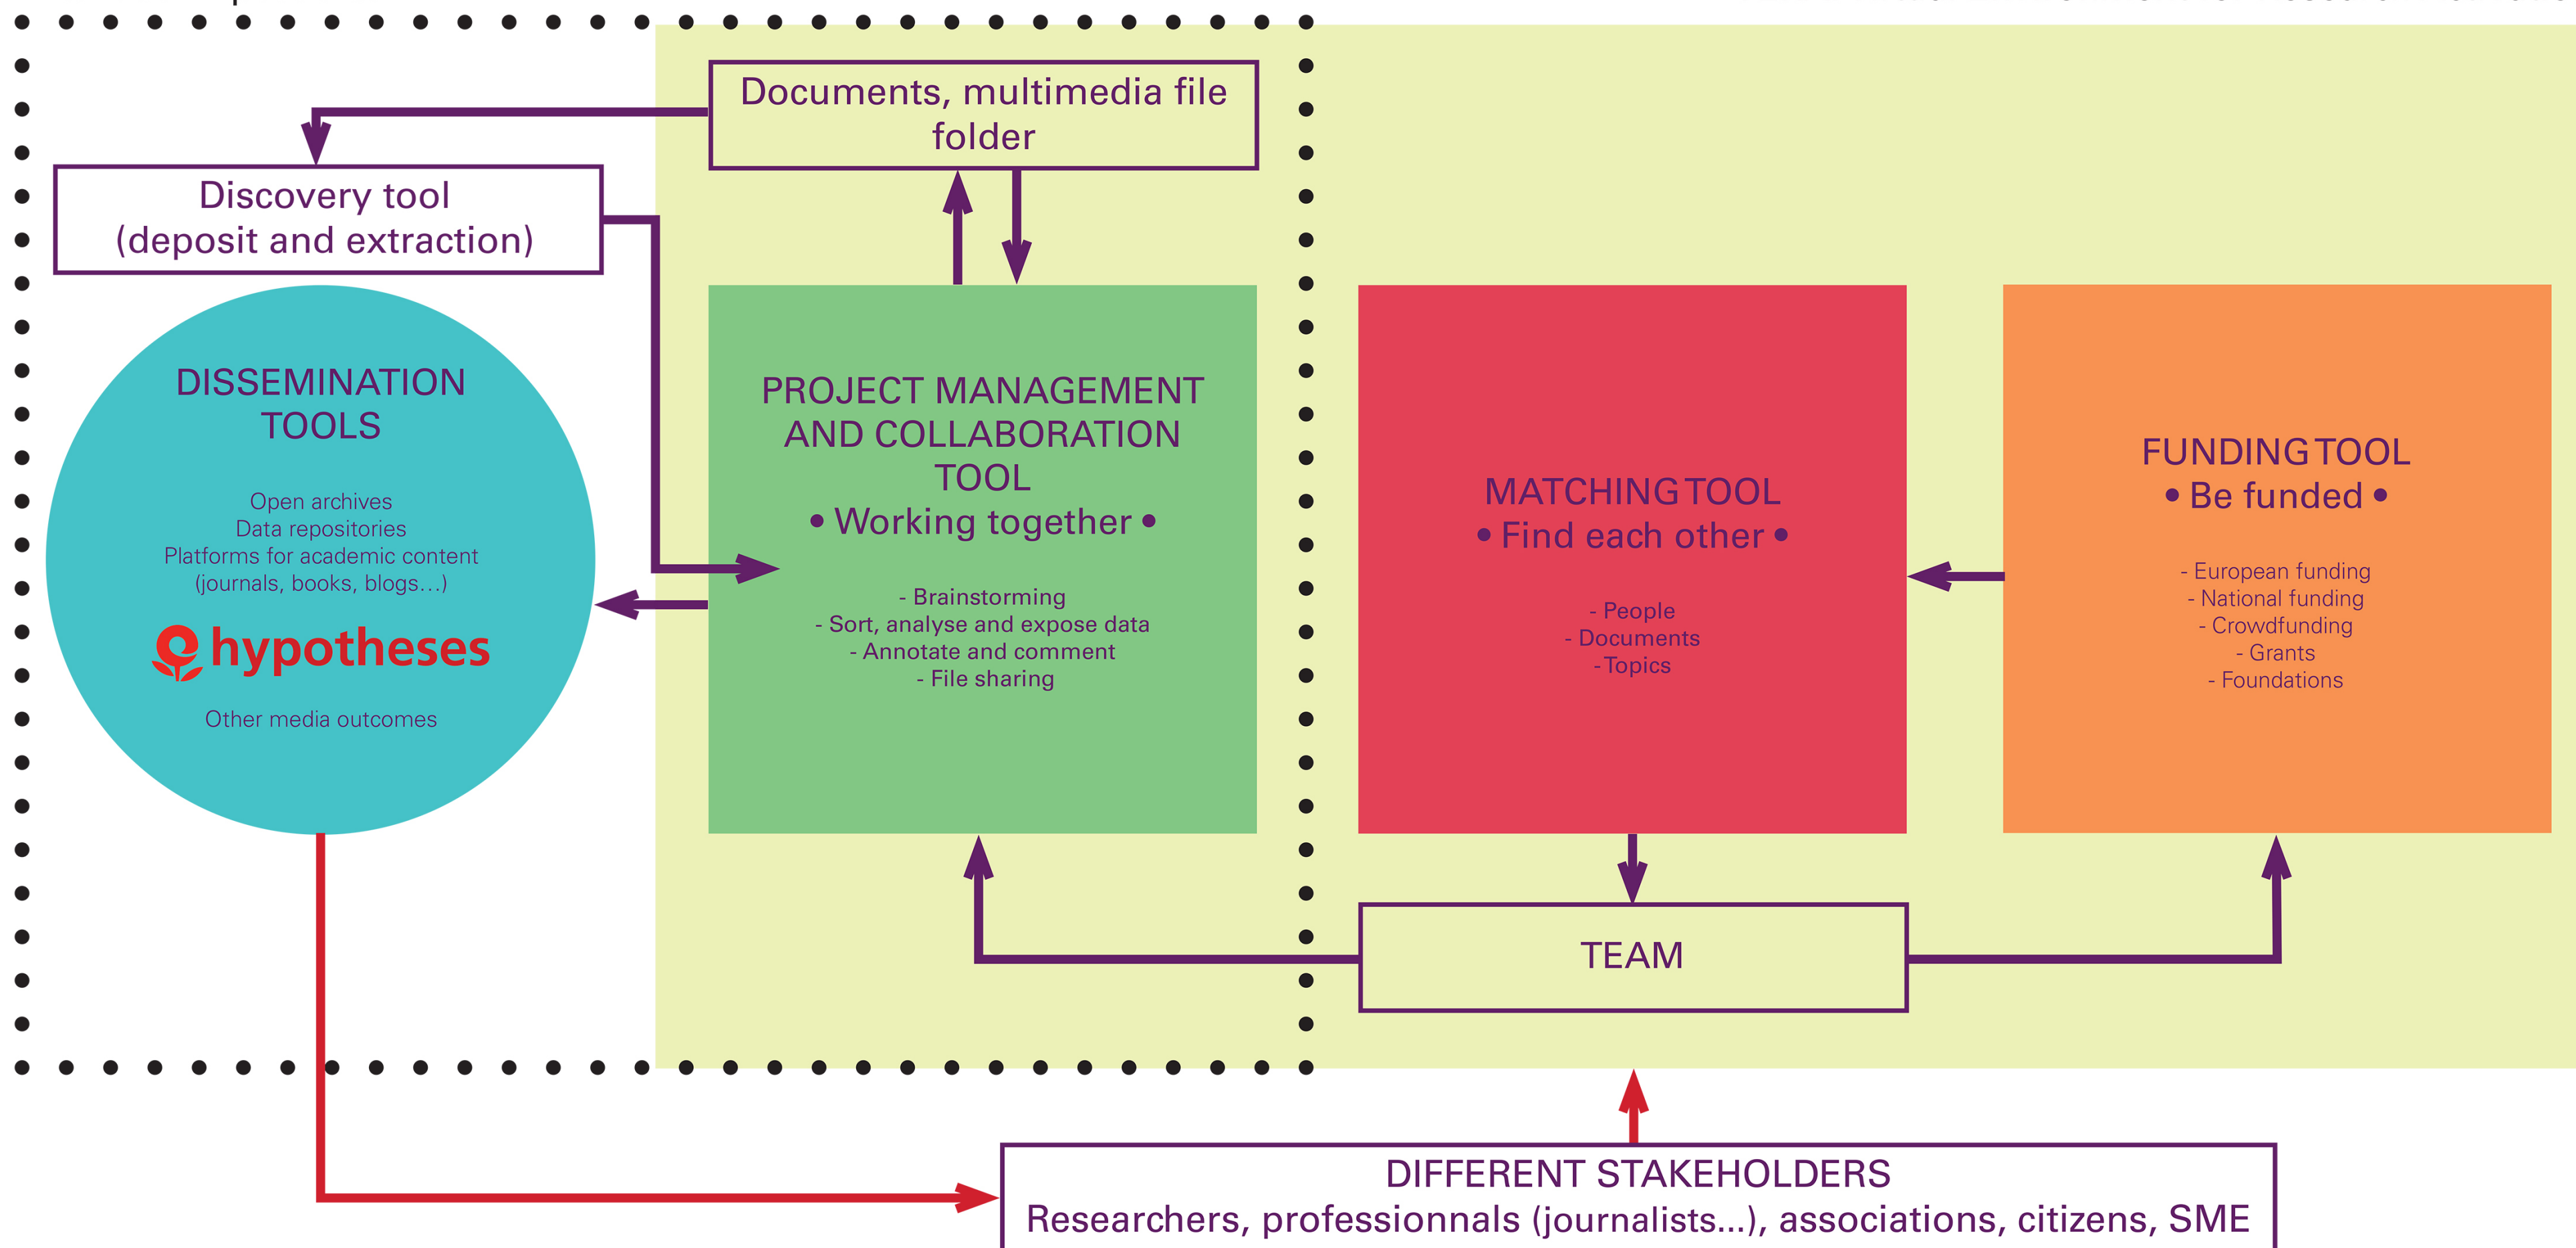 Documents, multimedia file
folder
Discovery tool
(deposit and extraction)
DISSEMINATION
TOOLS
Open archives
Data repositories
Platforms for academic content
(journals, books, blogs...)
hypotheses
Other media outcomes
PROJECT MANAGEMENT
AND COLLABORATION
TOOL
• Working together •
- Brainstorming
- Sort, analyse and expose data
- Annotate and comment
- File sharing
MATCHING TOOL
• Find each other •
- People
- Documents
- Topics
FUNDING TOOL
• Be funded •
- European funding
- National funding
- Crowdfunding
- Grants
- Foundations
TEAM
DIFFERENT STAKEHOLDERS
Researchers, professionnals (journalists...), associations, citizens, SME